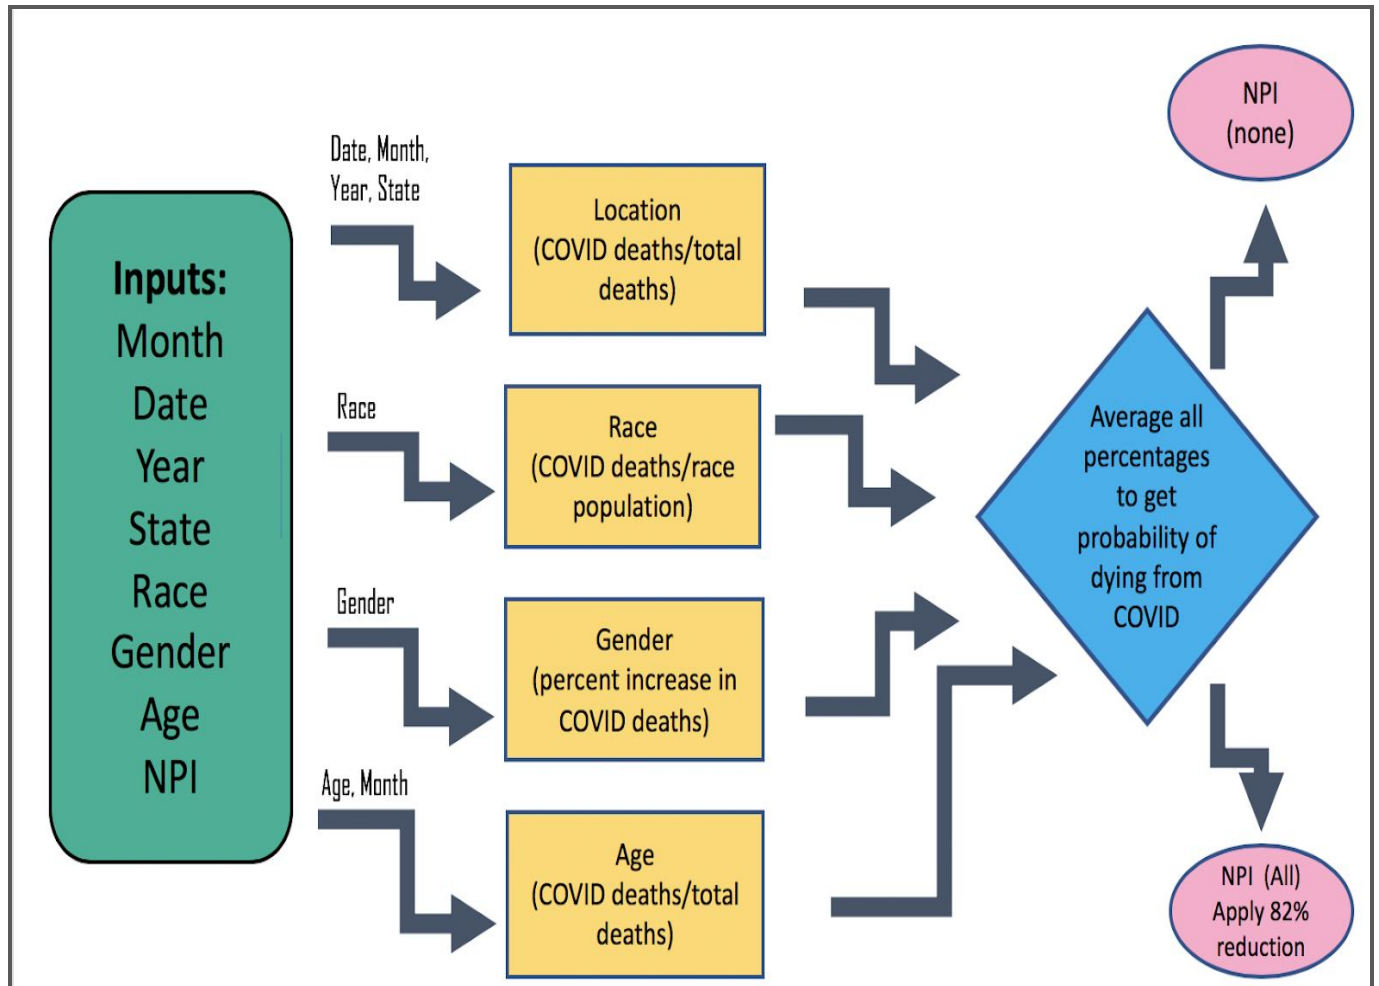 Inputs:
Month
Date
Year
State
Race
Gender
Age
NPI
Date, Month,
Year, State
Race
Gender
Age, Month
Location
(COVID deaths/total
deaths)
Race
(COVID deaths/race
population)
Gender
(percent increase in
COVID deaths)
Age
(COVID deaths/total
deaths)
Average all
percentages
to get
probability of
dying from
COVID
NPI
(none)
NPI (All)
Apply 82%
reduction